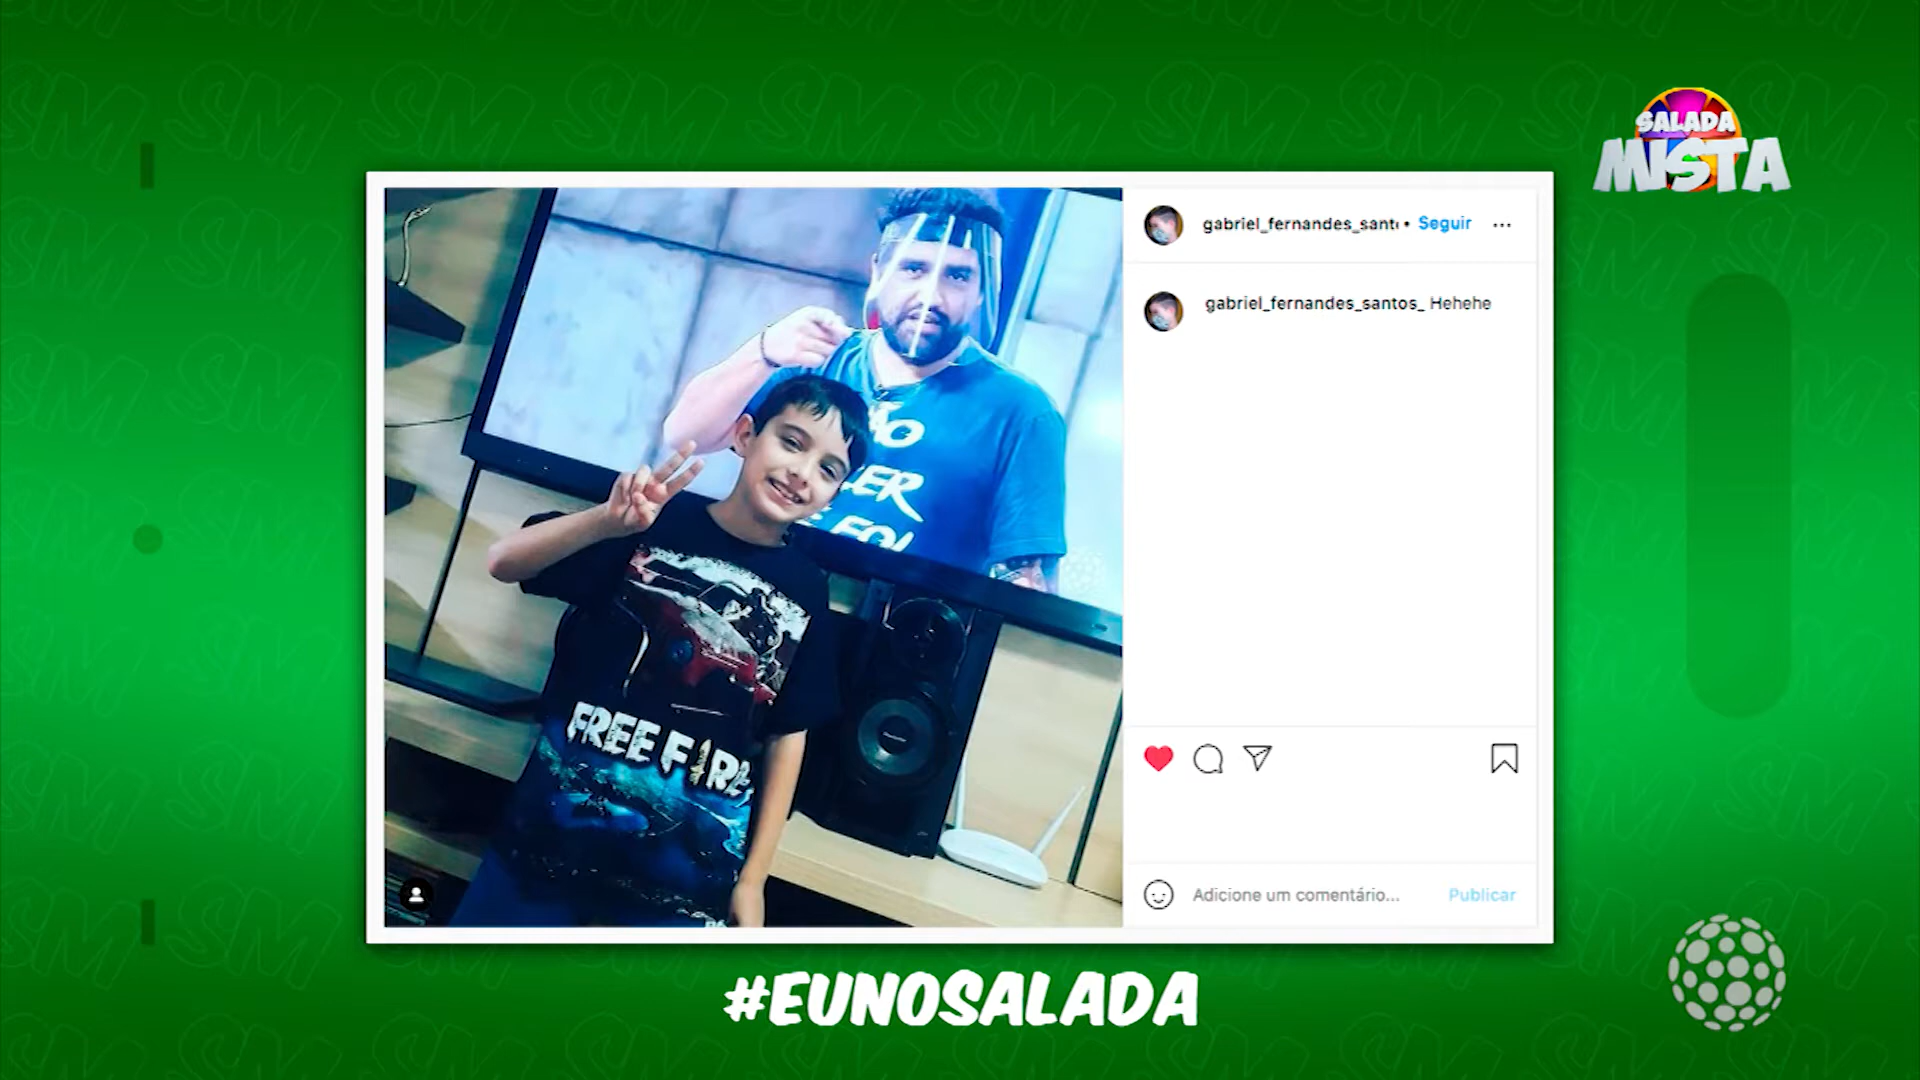 SALADA
MISTA
gabriel_fernandes_sant • Seguir ...
gabriel_fernandes_santos_ Hehehe
FREE FIRE
Adicione um comentário...
Publicar
#EUNOSALADA